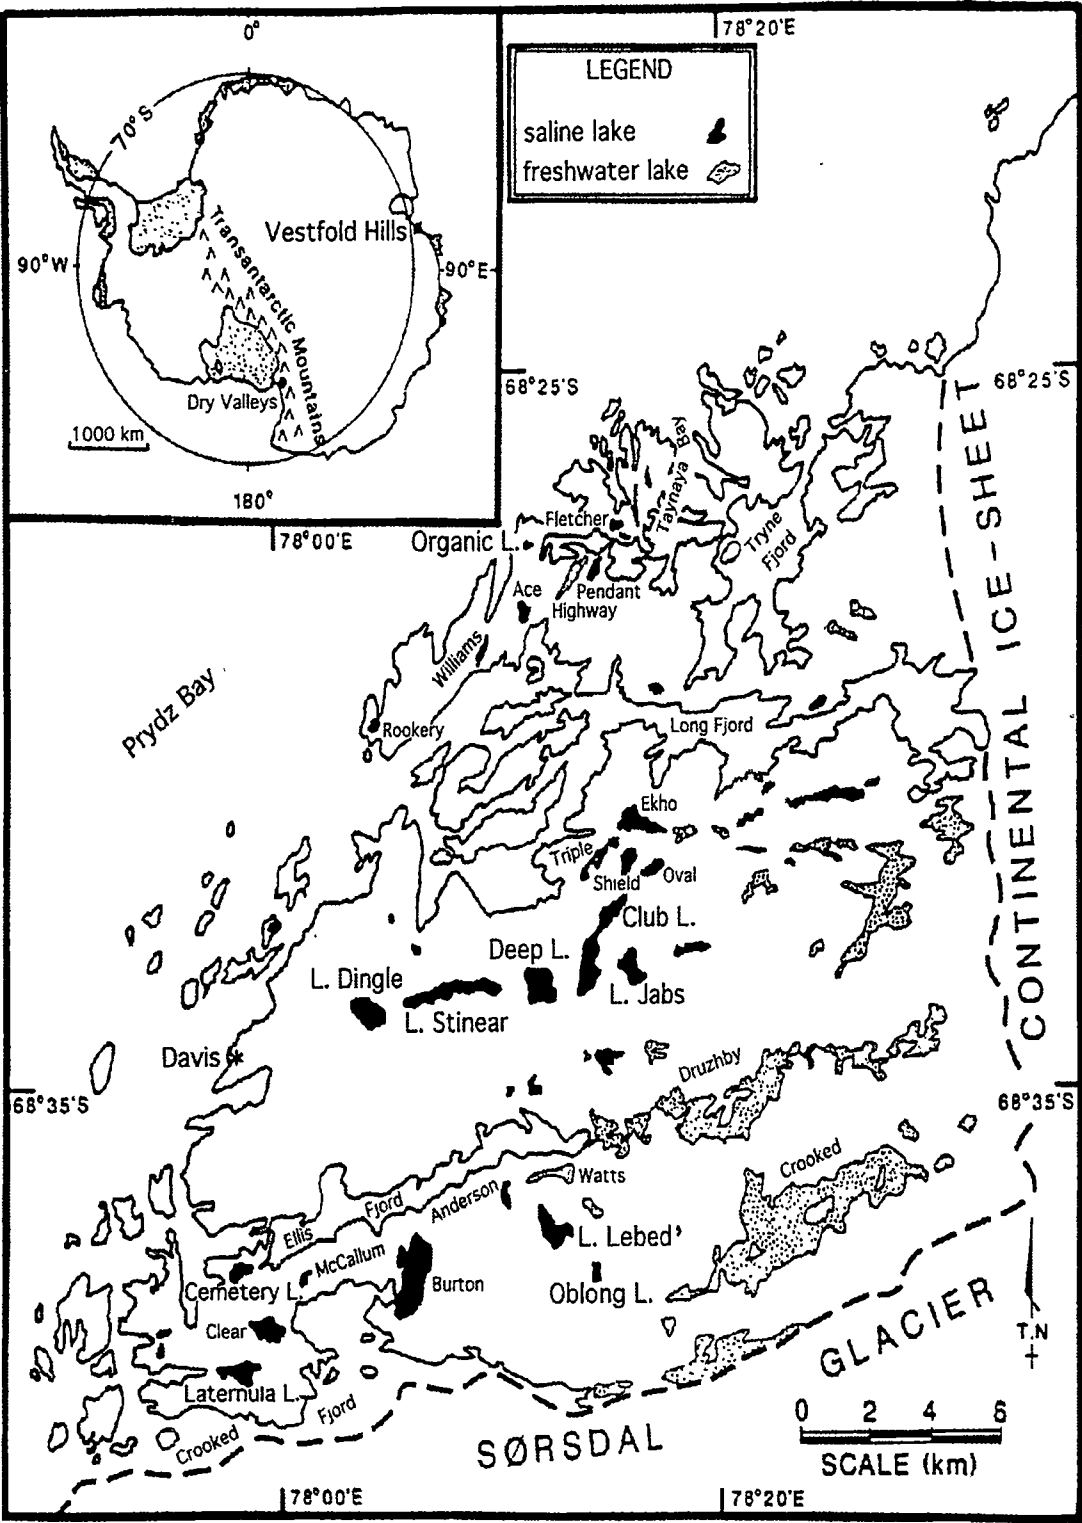 0°
78°20'E
LEGEND
saline lake
freshwater lake
70°S
Vestfold Hills
90°W
90°E
Transantarctic Mountains
Dry Valleys
1000 km
180°
68°25'S
68°25'S
78°00'E
Taynaya Bay
Fletcher
Organic L.
Tryne
Fjord
Pendant
Ace
Highway
Williams
Prydz Bay
Rookery
Long Fjord
CONTINENTAL ICE-SHEET
Ekho
Triple
Shield
Oval
Club L.
Deep L.
L. Dingle
L. Jabs
L. Stinear
Davis
Druzhby
68°35'S
68°35'S
Crooked
Watts
Anderson
Ellis Fjord
L. Lebed'
McCallum
Cemetery L.
Burton
Oblong L.
Clear
Laternula L.
Crooked Fjord
SØRSDAL GLACIER
T.N
0 2 4 6
SCALE (km)
78°00'E
78°20'E